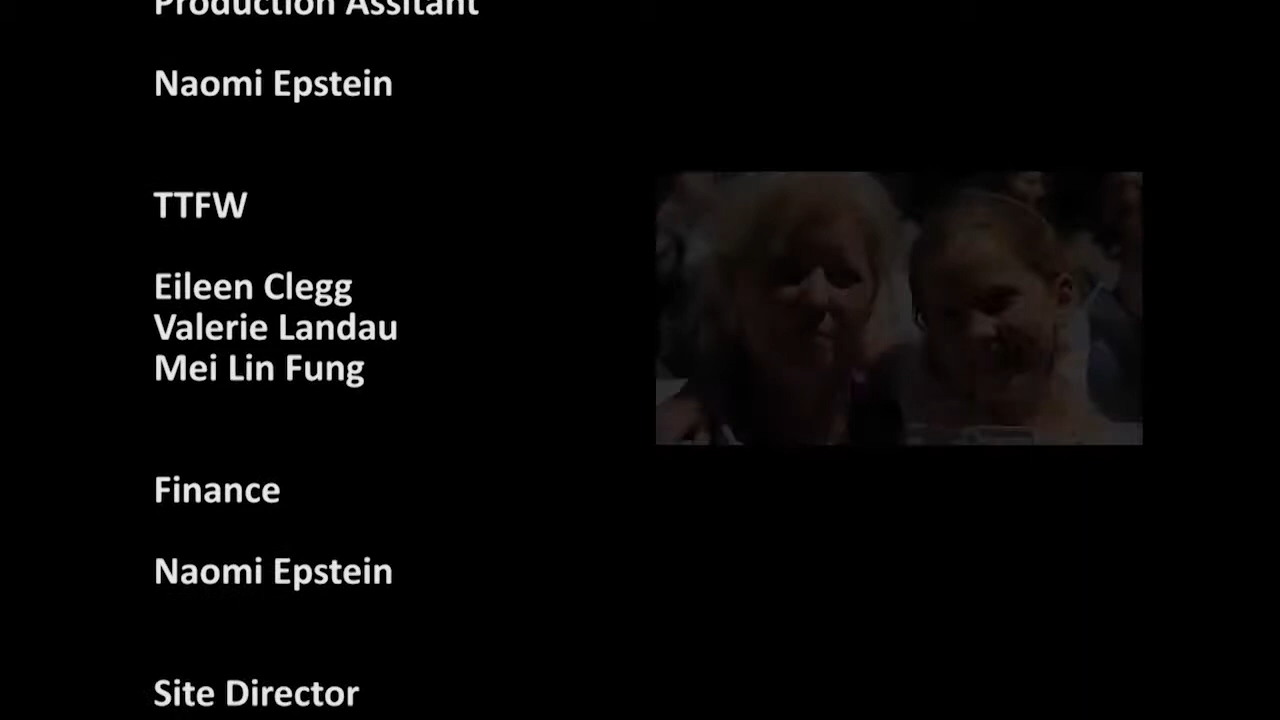 Production Assitant
Naomi Epstein
TTFW
Eileen Clegg
Valerie Landau
Mei Lin Fung
Finance
Naomi Epstein
Site Director